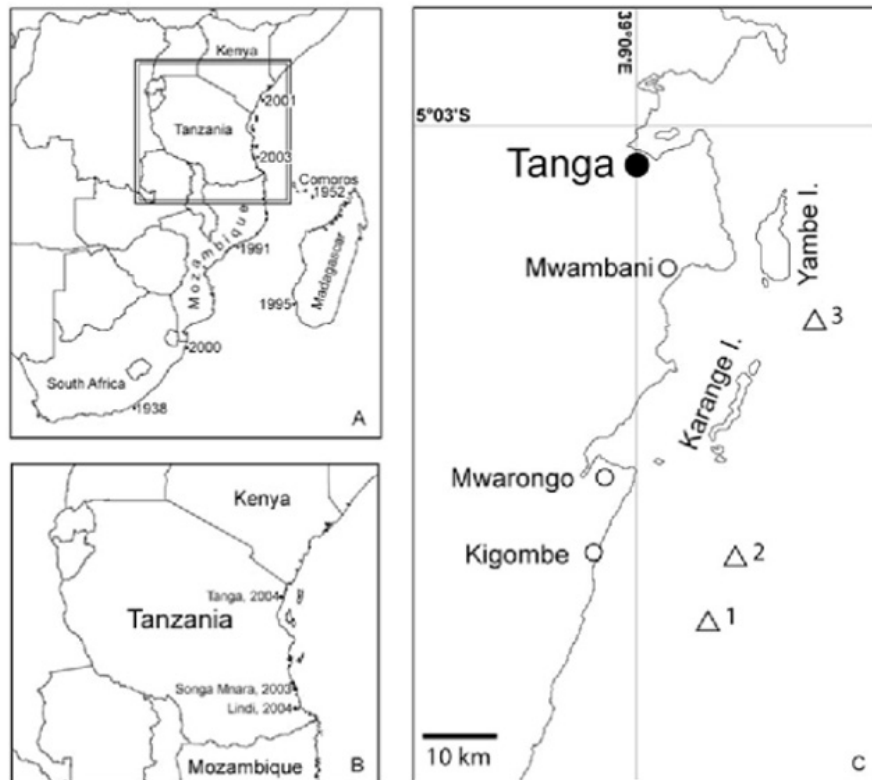 Kenya
2001
Tanzania
2003
Comoros
1952
Mozambique
1991
Madagascar
1995
2000
South Africa
1938
A
Kenya
Tanga, 2004
Tanzania
Songa Mnara, 2003
Lindi, 2004
Mozambique
B
39°06'E
5°03'S
Tanga
Yambe I.
Mwambani
3
Karange I.
Mwarongo
Kigombe
2
1
10 km
C